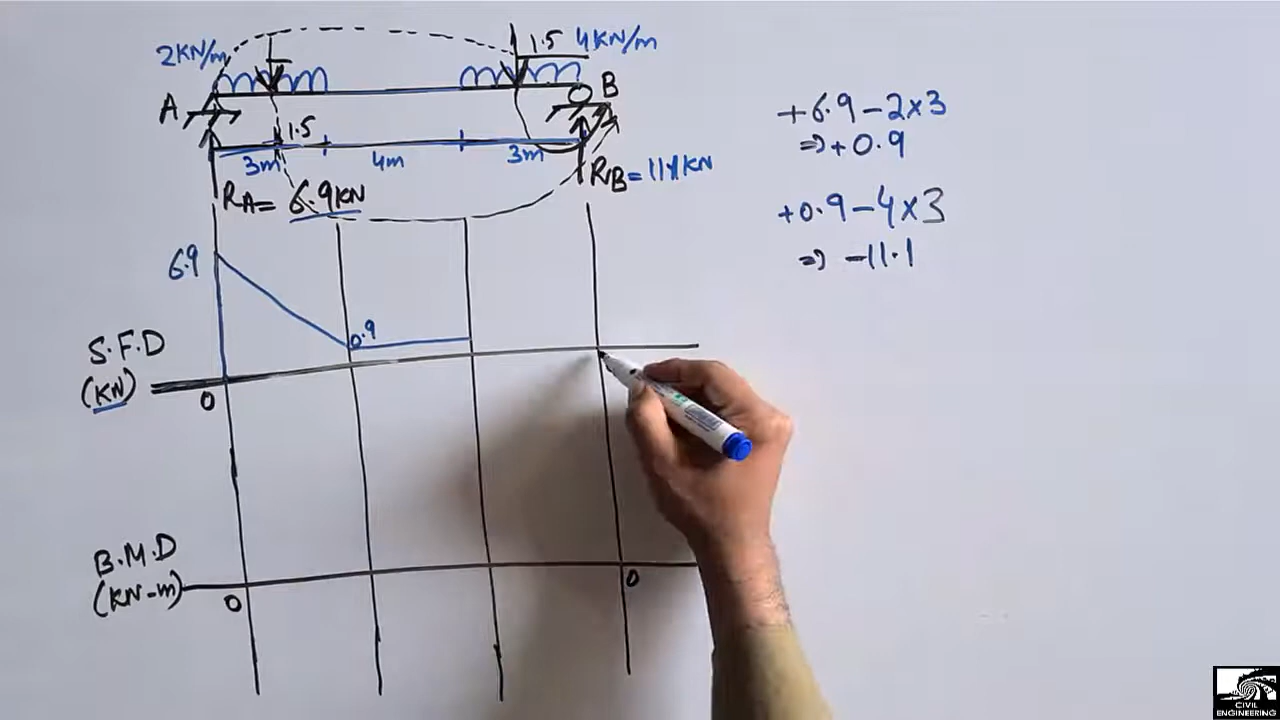 2KN/m
1.5
4KN/m
A
B
1.5
3m
4m
3m
RA= 6.9KN
RB=11.1KN
6.9
0.9
S.F.D
(KN)
0
B.M.D
(KN-m)
0
0
+6.9-2×3
⇒ +0.9
+0.9-4×3
⇒ -11.1
CIVIL
ENGINEERING